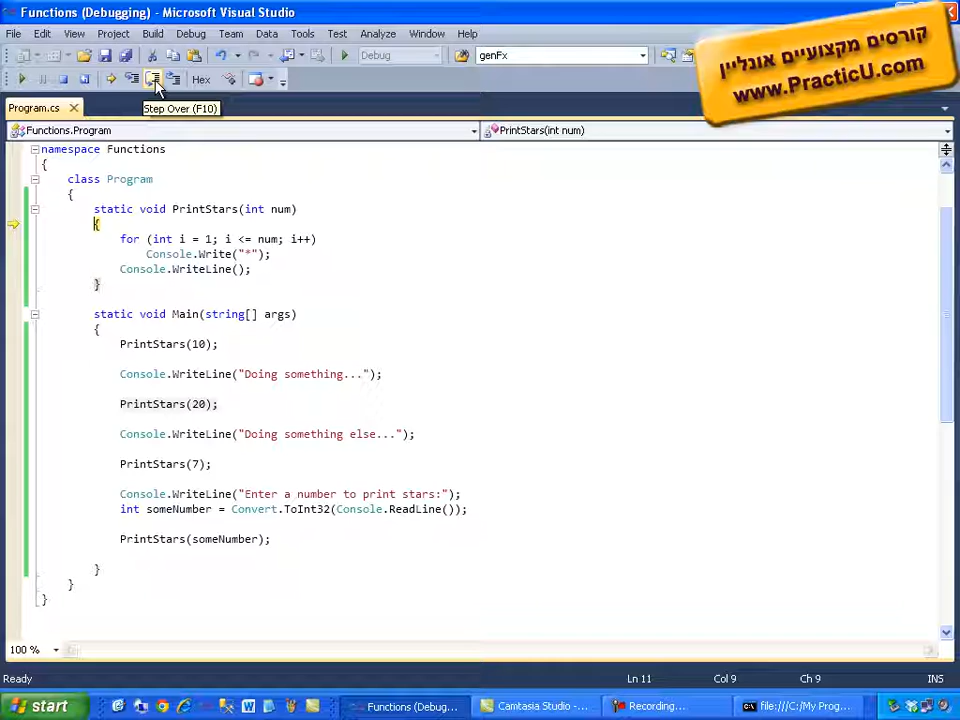 Functions (Debugging) - Microsoft Visual Studio
File Edit View Project Build Debug Team Data Tools Test Analyze Window Help
קורסים מקצועיים אונליין
www.PracticU.com
Debug
genFx
Hex
Step Over (F10)
Program.cs
Functions.Program
PrintStars(int num)
namespace Functions
{
class Program
{
static void PrintStars(int num)
{
for (int i = 1; i <= num; i++)
Console.Write("*");
Console.WriteLine();
}
static void Main(string[] args)
{
PrintStars(10);
Console.WriteLine("Doing something...");
PrintStars(20);
Console.WriteLine("Doing something else...");
PrintStars(7);
Console.WriteLine("Enter a number to print stars:");
int someNumber = Convert.ToInt32(Console.ReadLine());
PrintStars(someNumber);
}
}
}
100 %
Ready
Ln 11
Col 9
Ch 9
INS
start
Functions (Debug...
Camtasia Studio -...
Recording...
file:///C:/My Prog...